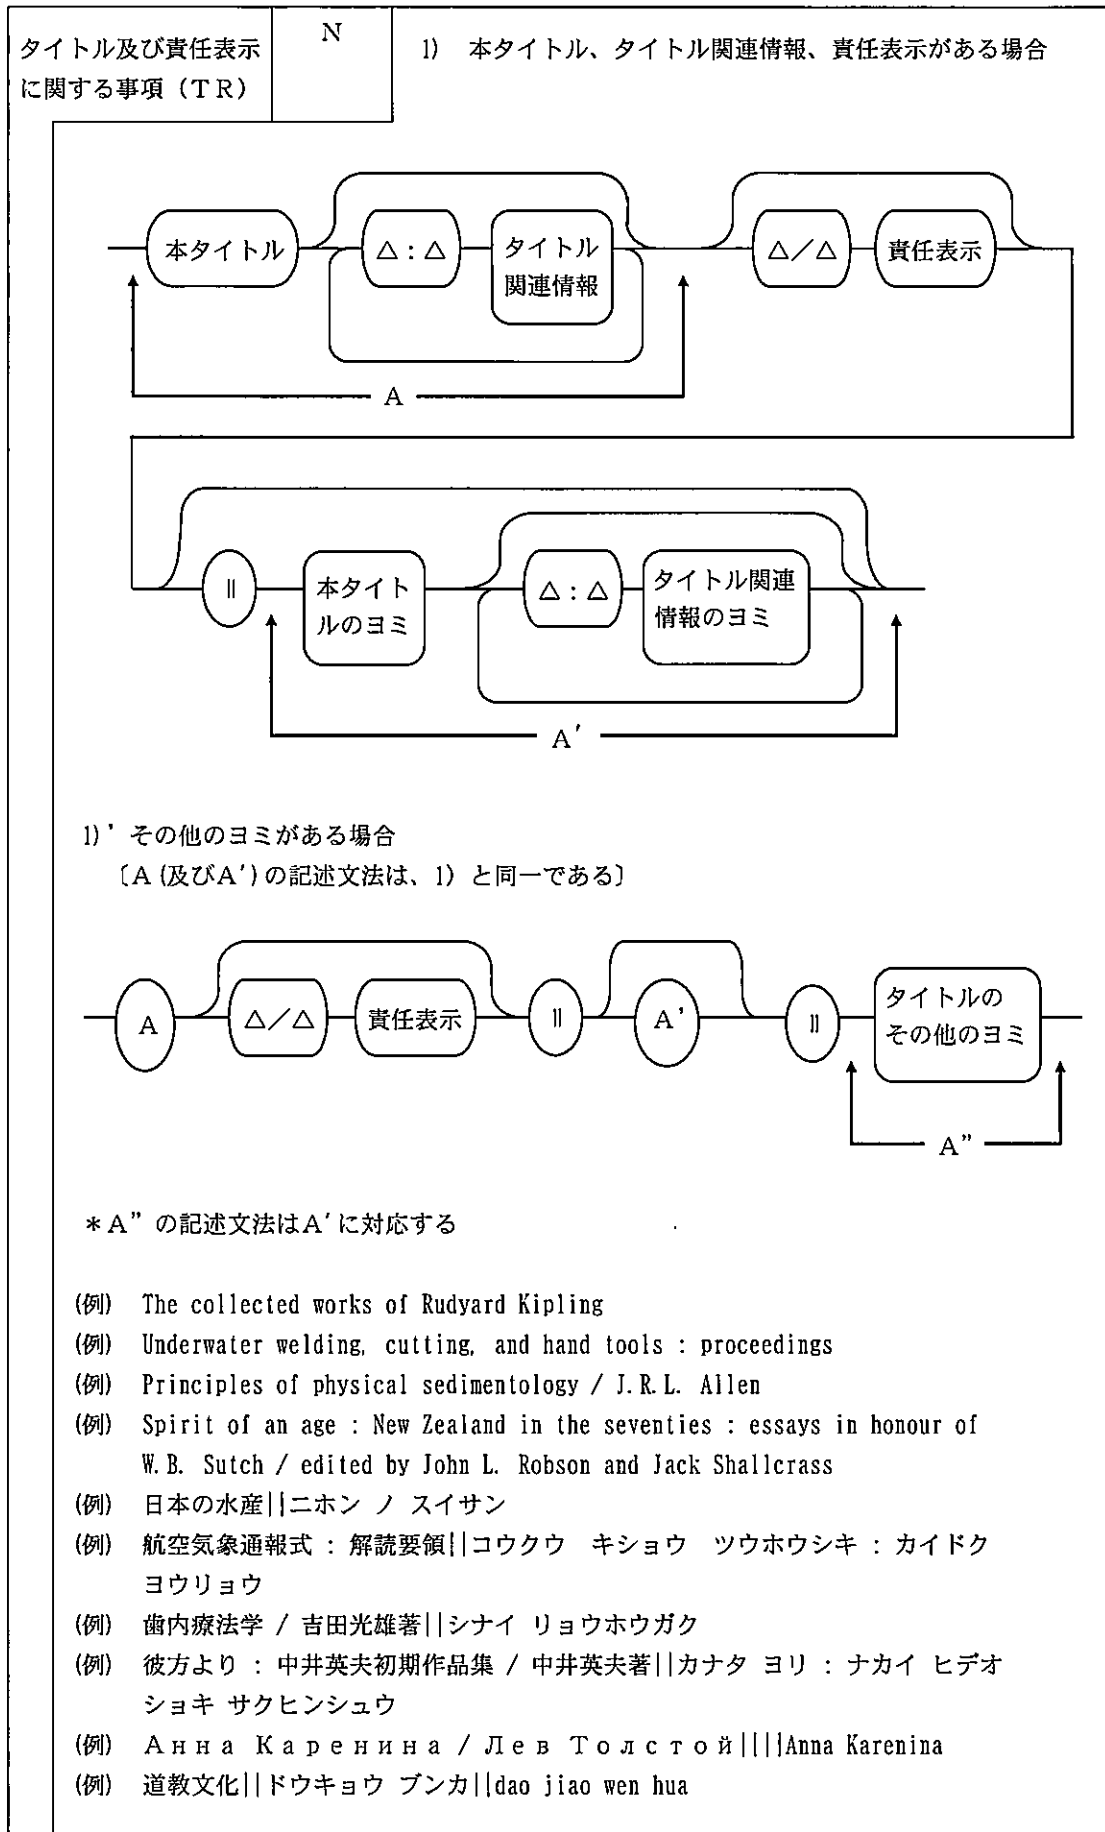 タイトル及び責任表示
に関する事項（ＴＲ）
N
1) 本タイトル、タイトル関連情報、責任表示がある場合
本タイトル
△：△
タイトル
関連情報
△／△
責任表示
A
||
本タイト
ルのヨミ
△：△
タイトル関連
情報のヨミ
A′
1)’ その他のヨミがある場合
〔A (及びA′) の記述文法は、1) と同一である〕
A
△／△
責任表示
||
A’
||
タイトルの
その他のヨミ
A”
＊A” の記述文法はA′に対応する
(例) The collected works of Rudyard Kipling
(例) Underwater welding, cutting, and hand tools : proceedings
(例) Principles of physical sedimentology / J.R.L. Allen
(例) Spirit of an age : New Zealand in the seventies : essays in honour of
W.B. Sutch / edited by John L. Robson and Jack Shallcrass
(例) 日本の水産||ニホン ノ スイサン
(例) 航空気象通報式 : 解読要領||コウクウ　キショウ　ツウホウシキ : カイドク
ヨウリョウ
(例) 歯内療法学 / 吉田光雄著||シナイ リョウホウガク
(例) 彼方より : 中井英夫初期作品集 / 中井英夫著||カナタ ヨリ : ナカイ ヒデオ
ショキ サクヒンシュウ
(例) Анна Каренина / Лев Толстой||||Anna Karenina
(例) 道教文化||ドウキョウ ブンカ||dao jiao wen hua